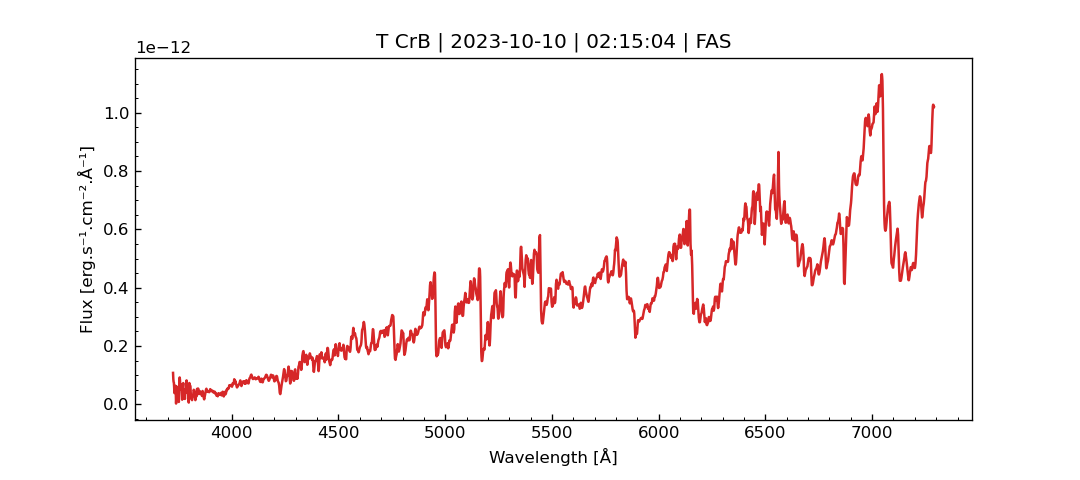 T CrB | 2023-10-10 | 02:15:04 | FAS
1e−12
1.0
0.8
0.6
0.4
0.2
0.0
Flux [erg.s⁻¹.cm⁻².Å⁻¹]
4000 4500 5000 5500 6000 6500 7000
Wavelength [Å]